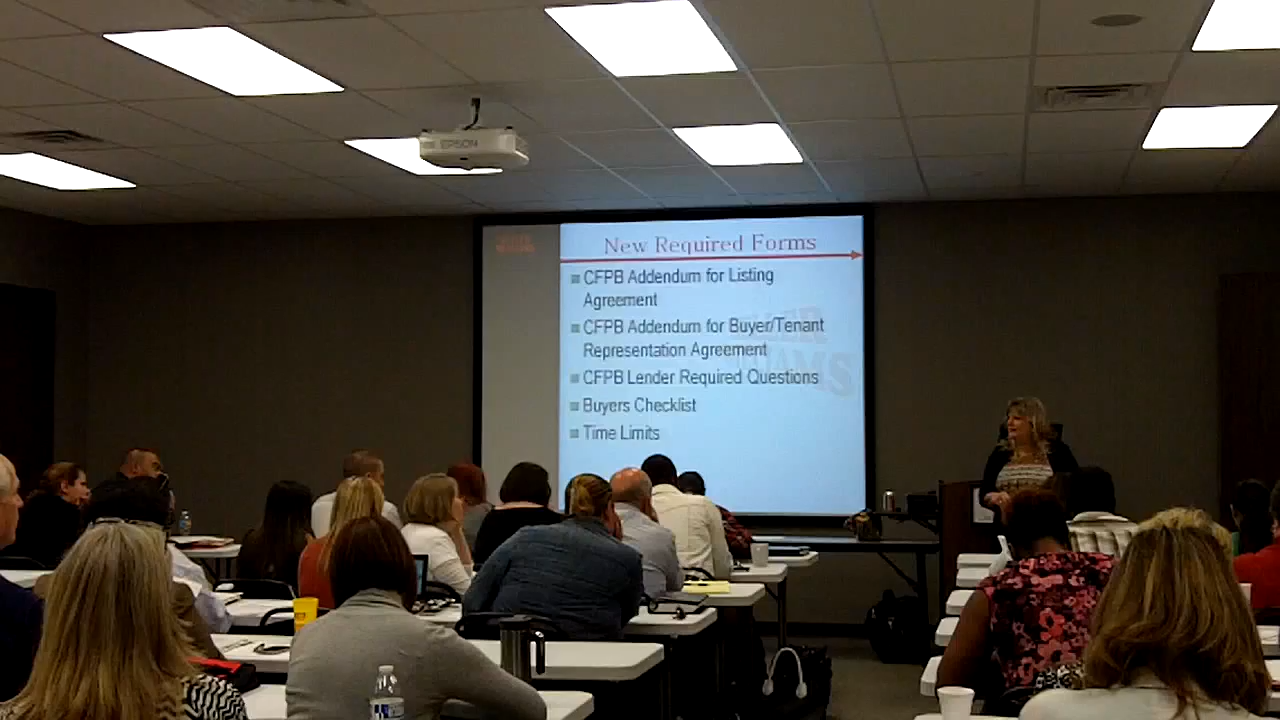 EPSON
New Required Forms
CFPB Addendum for Listing
Agreement
CFPB Addendum for Buyer/Tenant
Representation Agreement
CFPB Lender Required Questions
Buyers Checklist
Time Limits